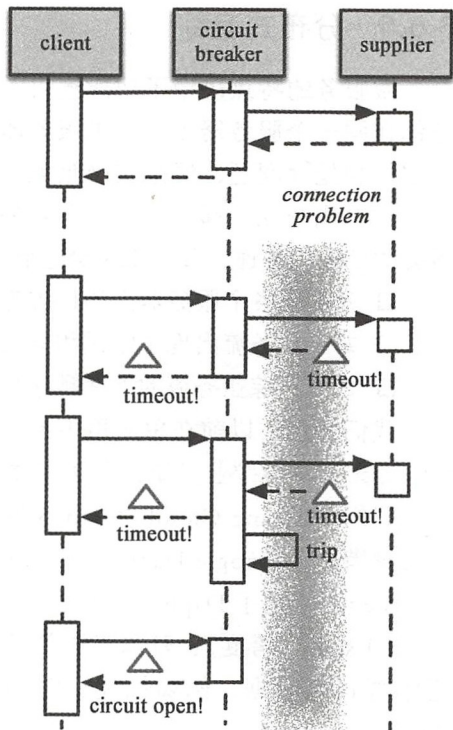 client
circuit
breaker
supplier
connection
problem
timeout!
timeout!
timeout!
timeout!
trip
circuit open!